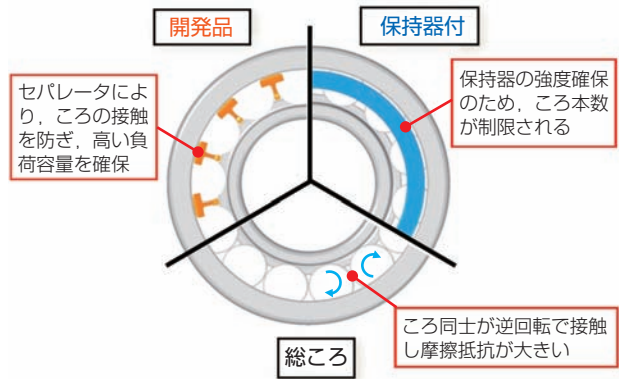 開発品
保持器付
セパレータによ
り，ころの接触
を防ぎ，高い負
荷容量を確保
保持器の強度確保
のため，ころ本数
が制限される
ころ同士が逆回転で接触
し摩擦抵抗が大きい
総ころ